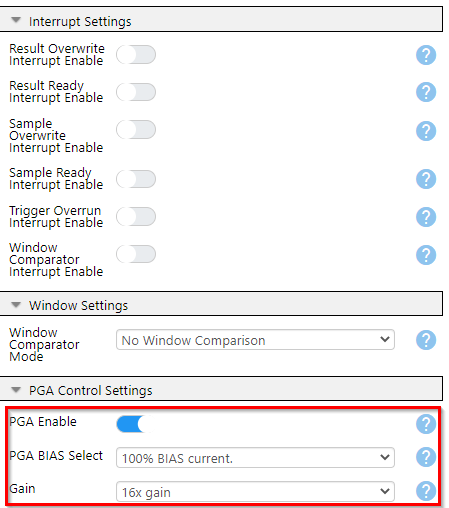 Interrupt Settings
Result Overwrite
Interrupt Enable
?
Result Ready
Interrupt Enable
?
Sample
Overwrite
Interrupt Enable
?
Sample Ready
Interrupt Enable
?
Trigger Overrun
Interrupt Enable
?
Window
Comparator
Interrupt Enable
?
Window Settings
Window
Comparator
Mode
No Window Comparison
?
PGA Control Settings
PGA Enable
?
PGA BIAS Select
100% BIAS current.
?
Gain
16x gain
?